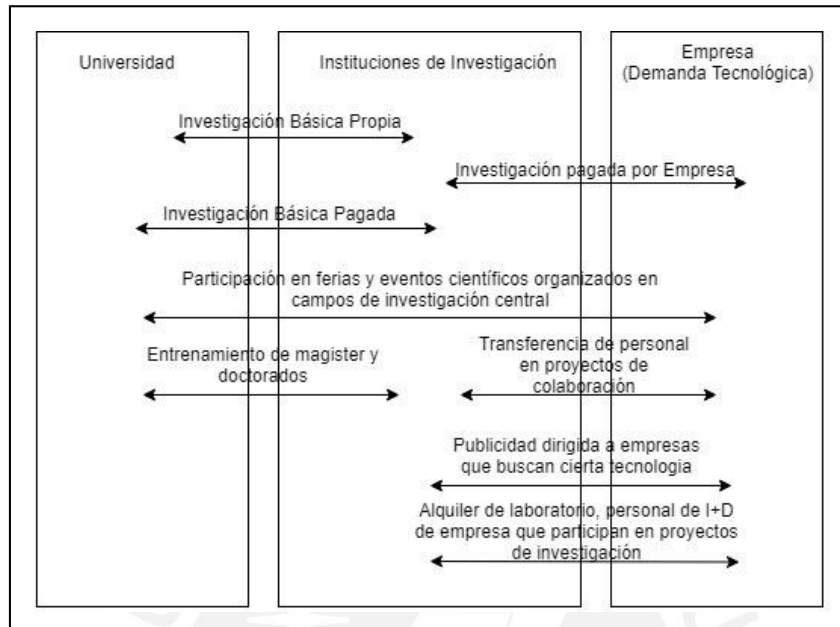 Universidad
Instituciones de Investigación
Empresa
(Demanda Tecnológica)
Investigación Básica Propia
Investigación pagada por Empresa
Investigación Básica Pagada
Participación en ferias y eventos científicos organizados en
campos de investigación central
Entrenamiento de magister y
doctorados
Transferencia de personal
en proyectos de
colaboración
Publicidad dirigida a empresas
que buscan cierta tecnologia
Alquiler de laboratorio, personal de I+D
de empresa que participan en proyectos
de investigación